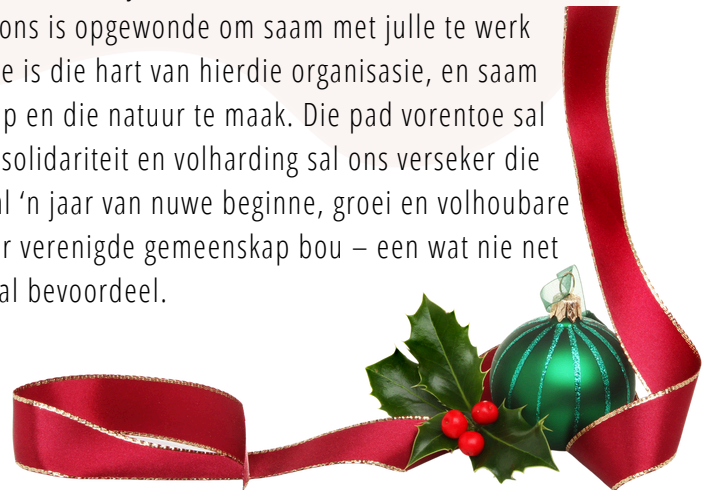 ons is opgewonde om saam met julle te werk
e is die hart van hierdie organisasie, en saam
p en die natuur te maak. Die pad vorentoe sal
solidariteit en volharding sal ons verseker die
al ‘n jaar van nuwe beginne, groei en volhoubare
r verenigde gemeenskap bou – een wat nie net
al bevoordeel.